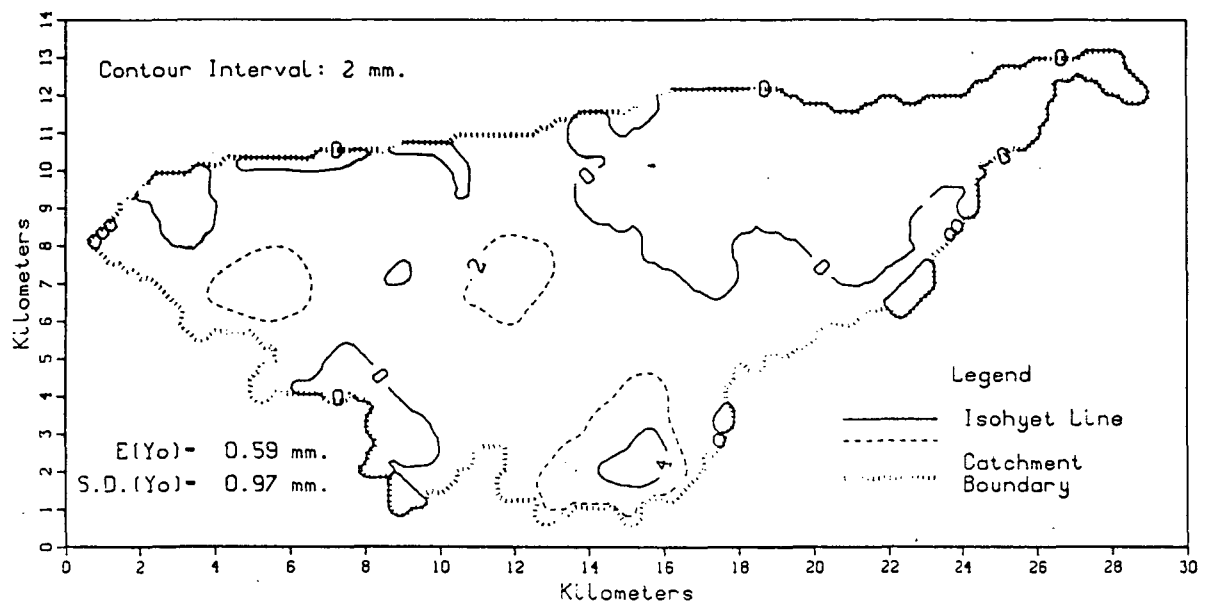 Contour Interval: 2 mm.
14
13
12
11
10
9
8
7
6
5
4
3
2
1
0
Kilometers
0
0
0
0
0
0
2
0
0
4
E(Yo)= 0.59 mm.
S.D.(Yo)= 0.97 mm.
Legend
Isohyet Line
Catchment
Boundary
0 2 4 6 8 10 12 14 16 18 20 22 24 26 28 30
Kilometers